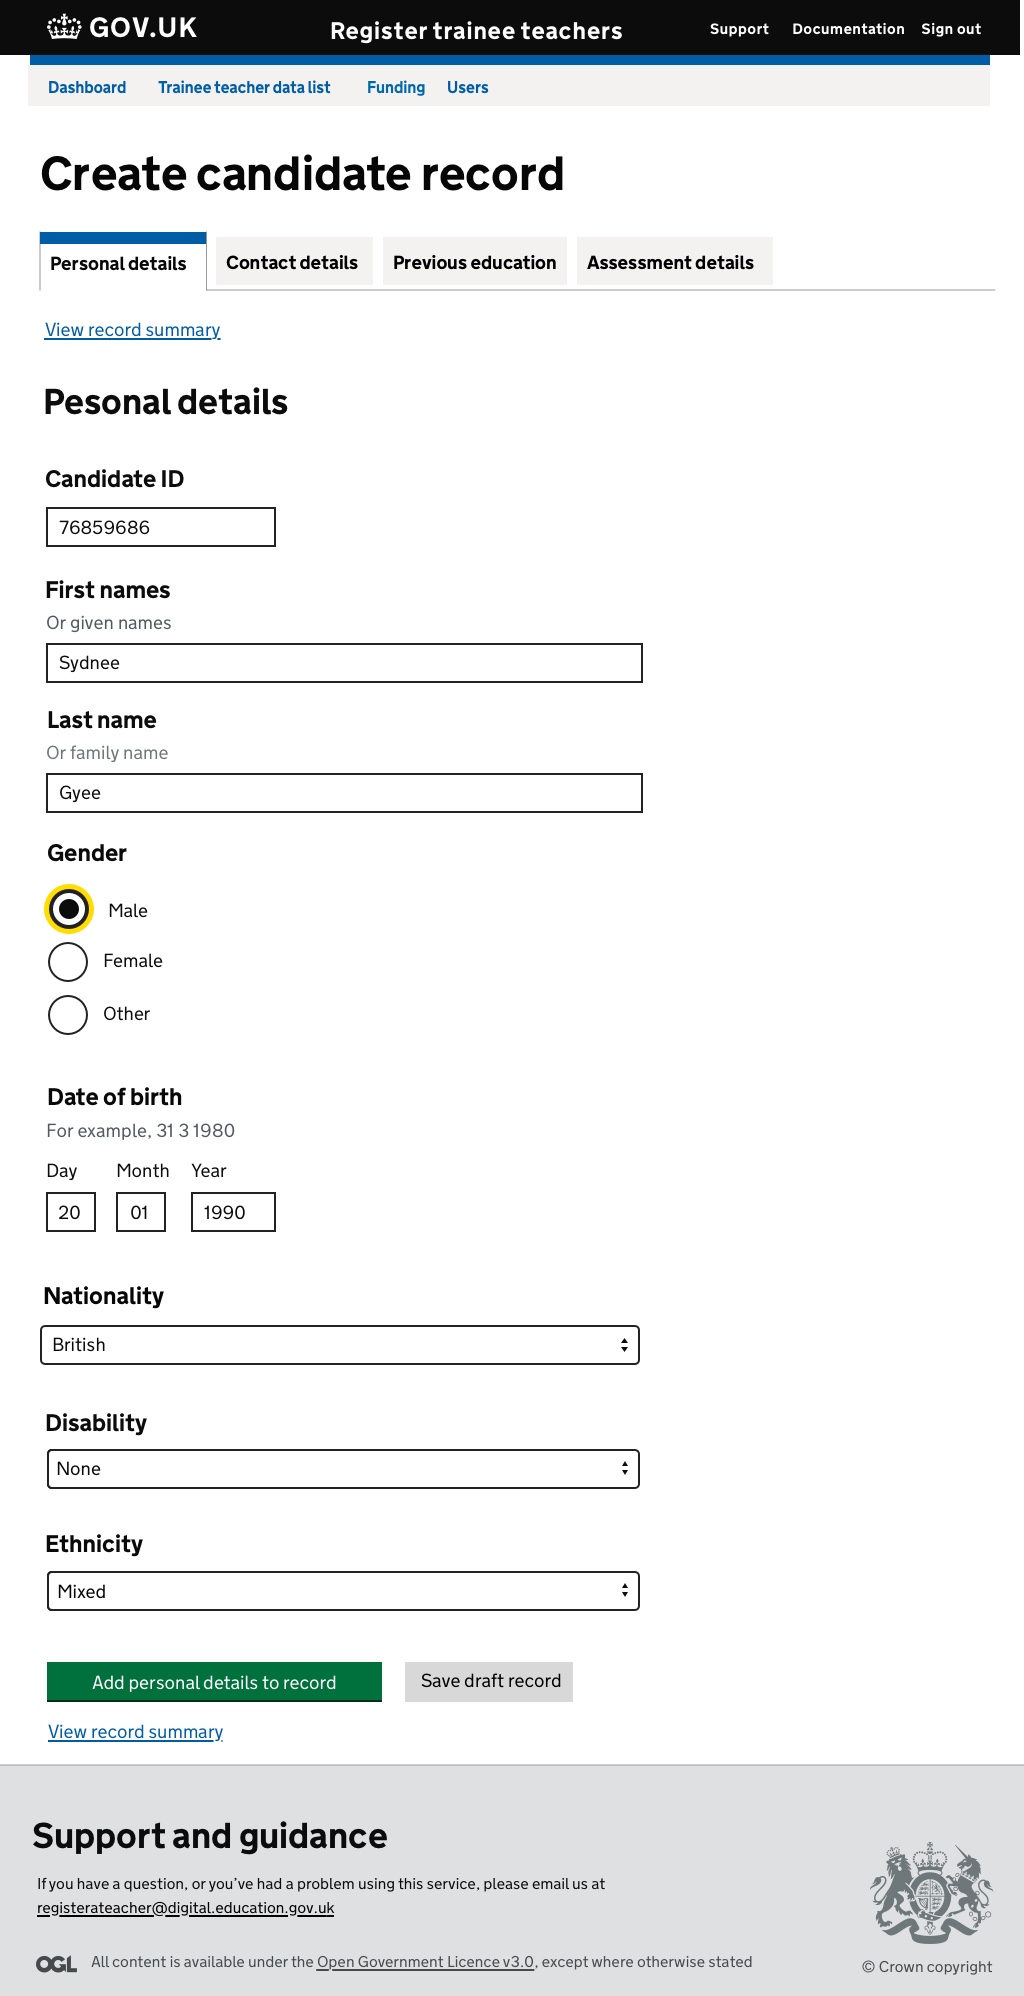 GOV.UK
Register trainee teachers
Support Documentation Sign out
Dashboard Trainee teacher data list Funding Users
Create candidate record
Personal details Contact details Previous education Assessment details
View record summary
Pesonal details
Candidate ID
76859686
First names
Or given names
Sydnee
Last name
Or family name
Gyee
Gender
Male
Female
Other
Date of birth
For example, 31 3 1980
Day Month Year
20 01 1990
Nationality
British
Disability
None
Ethnicity
Mixed
Add personal details to record Save draft record
View record summary
Support and guidance
If you have a question, or you’ve had a problem using this service, please email us at
registerateacher@digital.education.gov.uk
OGL All content is available under the Open Government Licence v3.0, except where otherwise stated
© Crown copyright